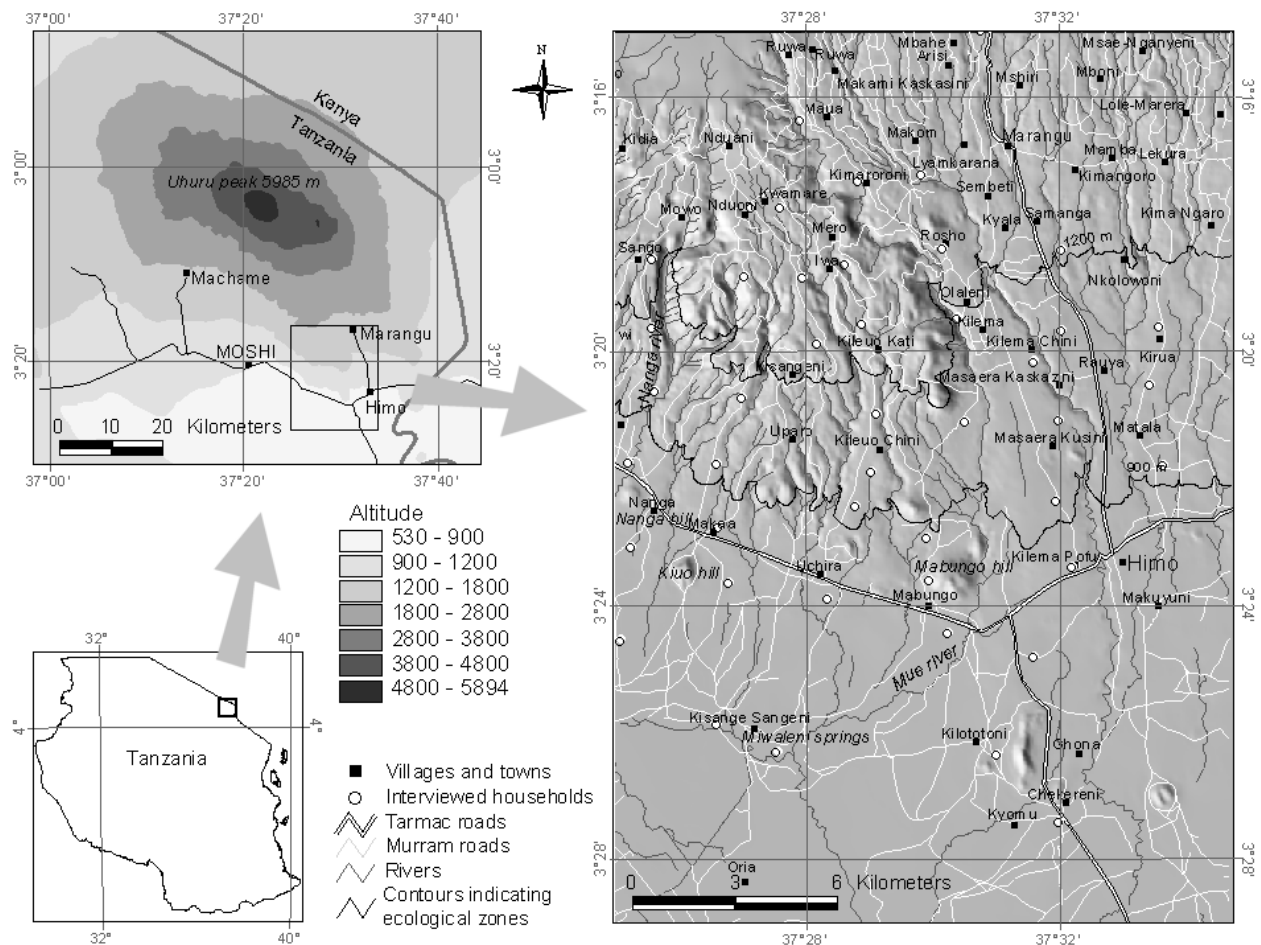 37°00'
37°20'
37°40'
N
Kenya
Tanzania
3°00'
3°00'
Uhuru peak 5985 m
Machame
Marangu
MOSHI
3°20'
3°20'
Himo
0 10 20 Kilometers
37°00'
37°20'
37°40'
Altitude
530 - 900
900 - 1200
1200 - 1800
1800 - 2800
2800 - 3800
3800 - 4800
4800 - 5894
32°
40°
4°
4°
Tanzania
32°
40°
Villages and towns
Interviewed households
Tarmac roads
Murram roads
Rivers
Contours indicating
ecological zones
37°28'
37°32'
Ruwa
Ruwa
Mbahe
Arisi
Msae-Nganyeni
Makami Kaskasini
Mshiri
Mboni
3°16'
3°16'
Maua
Lole-Marera
Kidia
Nduani
Makom
Marangu
Lyamkarana
Mamba
Lekura
Kimaroroni
Kimangoro
Kwamare
Sembeti
Mowo
Nduoni
Kyala
Samanga
Kima Ngaro
Mero
Rosho
1200 m
Sango
Iwa
Nkolowoni
Olaleni
Kilema
wi
Nanga river
3°20'
Kileuo Kati
Kilema Chini
3°20'
Kirua
Kisangeni
Rauya
Masaera Kaskazni
Uparo
Kileuo Chini
Masaera Kusini
Matala
900 m
Nanga
Nanga hill
Makaa
Kiuo hill
Uchira
Mabungo hill
Kilema Pofu
Himo
Mabungo
Makuyuni
3°24'
3°24'
Mue river
Kisange Sangeni
Miwaleni springs
Kilototoni
Ghona
Chekereni
Kyomu
3°28'
3°28'
Oria
0 3 6 Kilometers
37°28'
37°32'